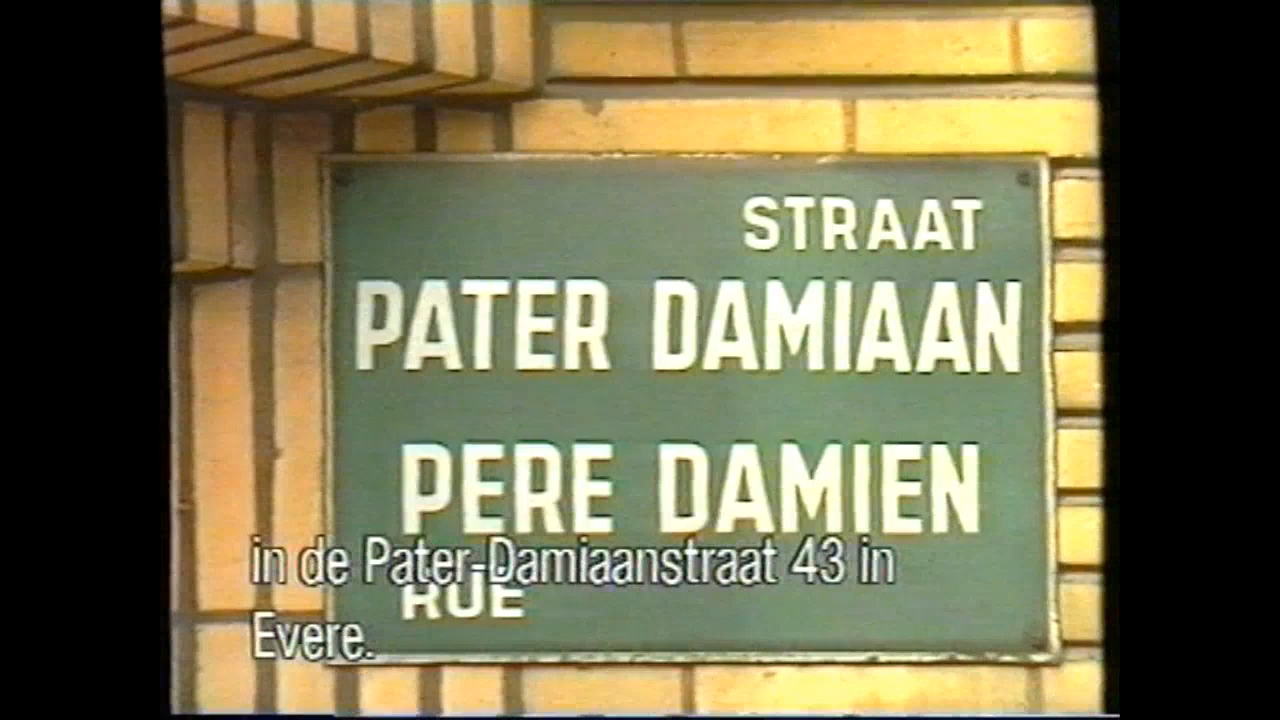 STRAAT
PATER DAMIAAN
PERE DAMIEN
RUE
in de Pater-Damiaanstraat 43 in
Evere.